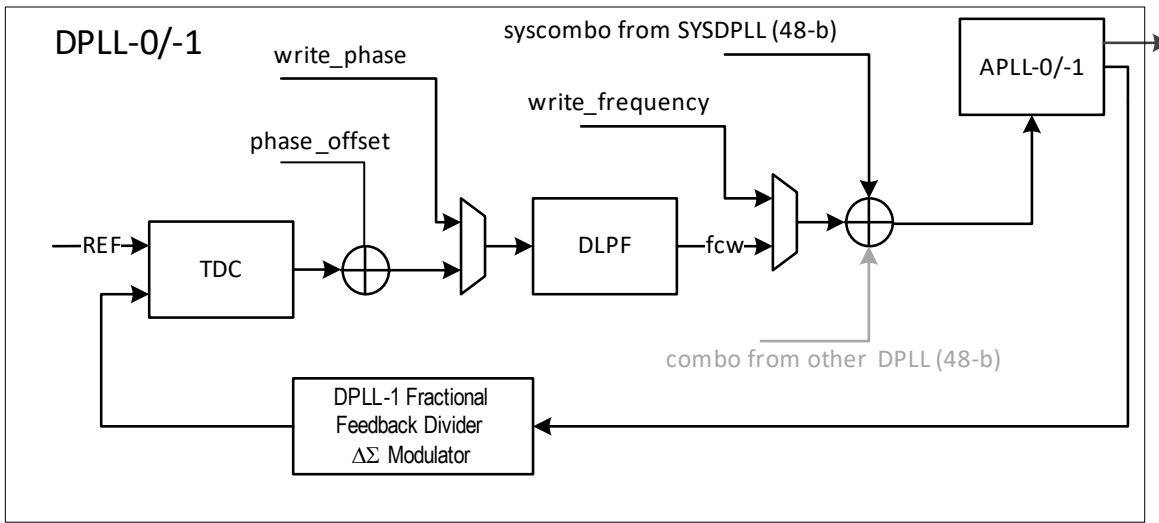 DPLL-0/-1
syscombo from SYSDPLL (48-b)
write_phase
APLL-0/-1
write_frequency
phase_offset
REF
TDC
DLPF
fcw
combo from other DPLL (48-b)
DPLL-1 Fractional
Feedback Divider
ΔΣ Modulator